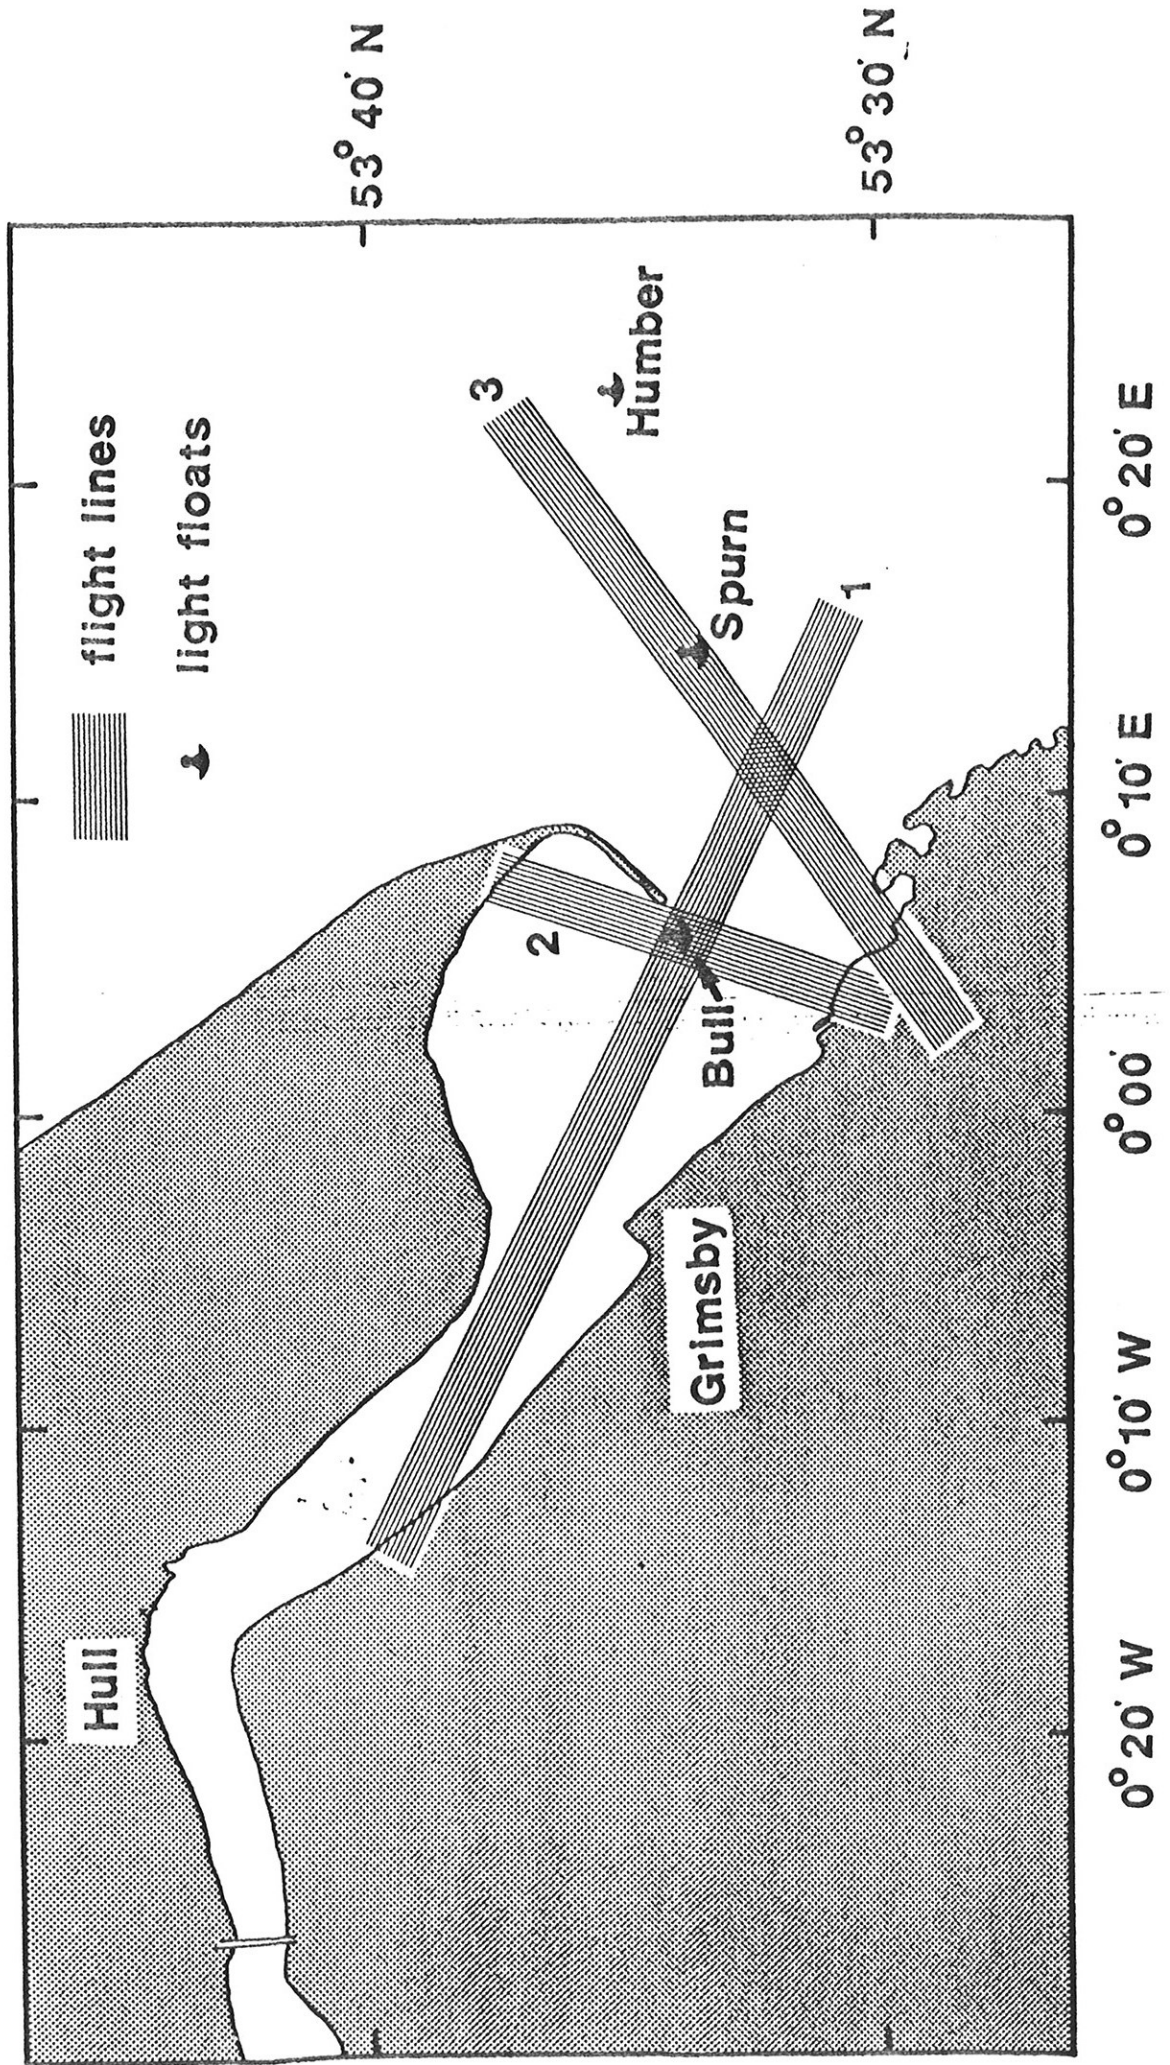 flight lines
light floats
Hull
53° 40' N
3
Humber
2
Spurn
Bull
1
Grimsby
53° 30' N
0° 20' W
0° 10' W
0° 00'
0° 10' E
0° 20' E